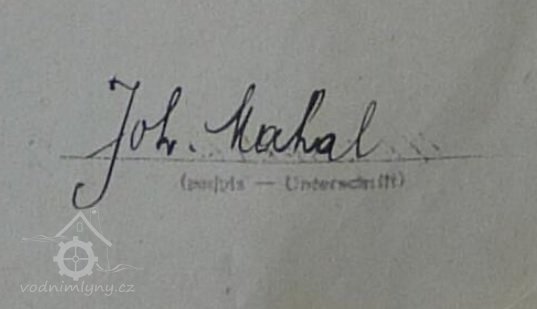 Joh. Mahal
(podpis — Unterschrift)
vodnimlyny.cz